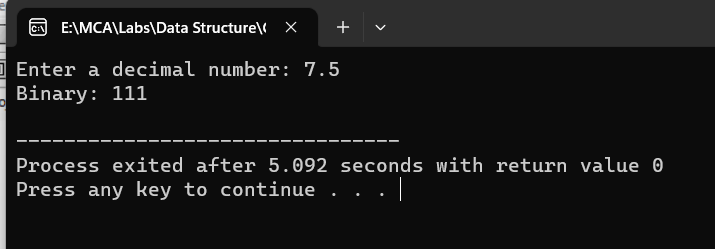 E:\MCA\Labs\Data Structure\
Enter a decimal number: 7.5
Binary: 111
--------------------------------
Process exited after 5.092 seconds with return value 0
Press any key to continue . . .